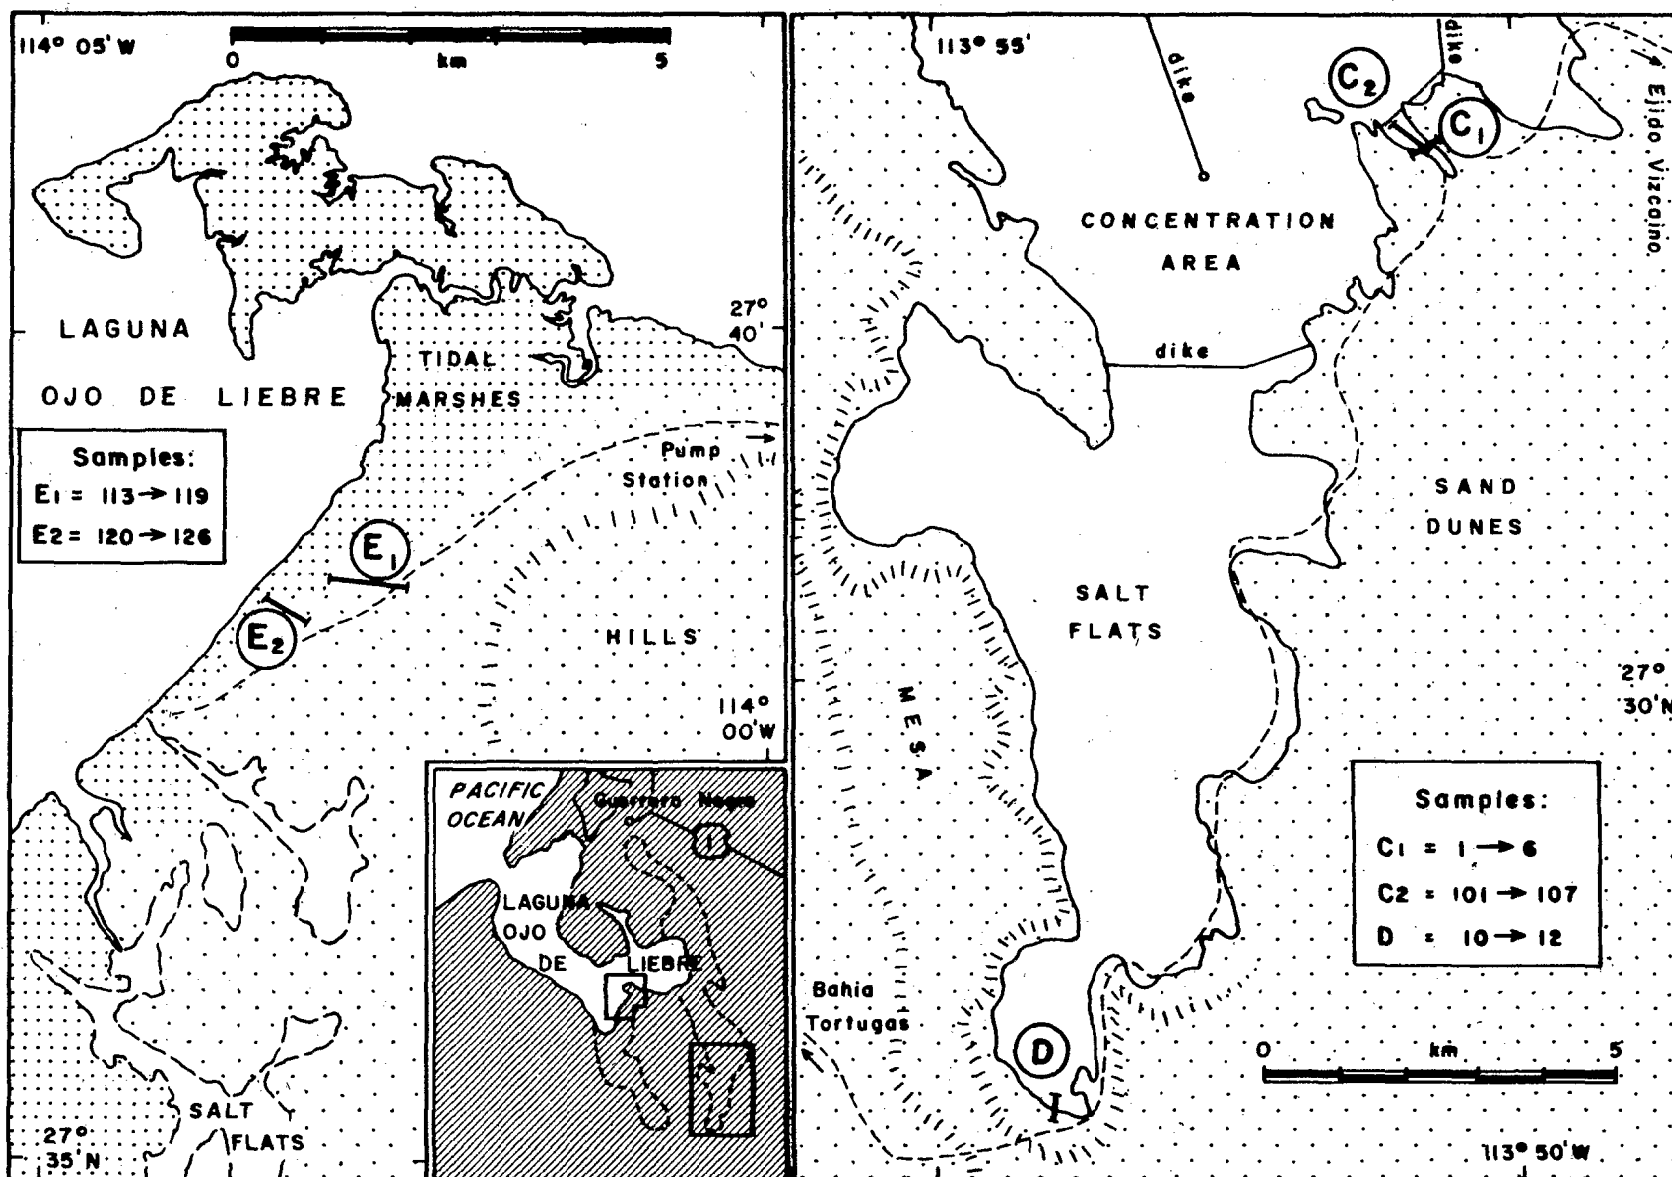 114° 05' W
0 km 5
LAGUNA
OJO DE LIEBRE
TIDAL
MARSHES
27°
40'
Samples:
E1 = 113 → 119
E2 = 120 → 126
Pump
Station
E1
E2
HILLS
114°
00' W
SALT
FLATS
27°
35' N
PACIFIC
OCEAN
Guerrero Negro
1
LAGUNA
OJO
DE LIEBRE
113° 55'
dike
dike
C2
C1
Ejido Vizcaino
CONCENTRATION
AREA
dike
SAND
DUNES
SALT
FLATS
MESA
27°
30' N
Samples:
C1 = 1 → 6
C2 = 101 → 107
D = 10 → 12
Bahia
Tortugas
D
0 km 5
113° 50' W